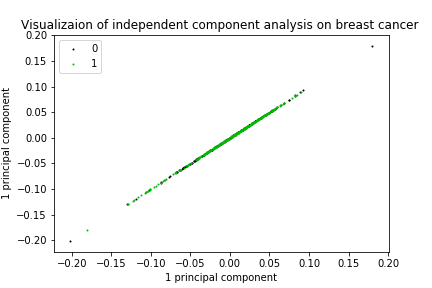 Visualizaion of independent component analysis on breast cancer
0
1
0.20
0.15
0.10
0.05
0.00
−0.05
−0.10
−0.15
−0.20
1 principal component
−0.20 −0.15 −0.10 −0.05 0.00 0.05 0.10 0.15 0.20
1 principal component